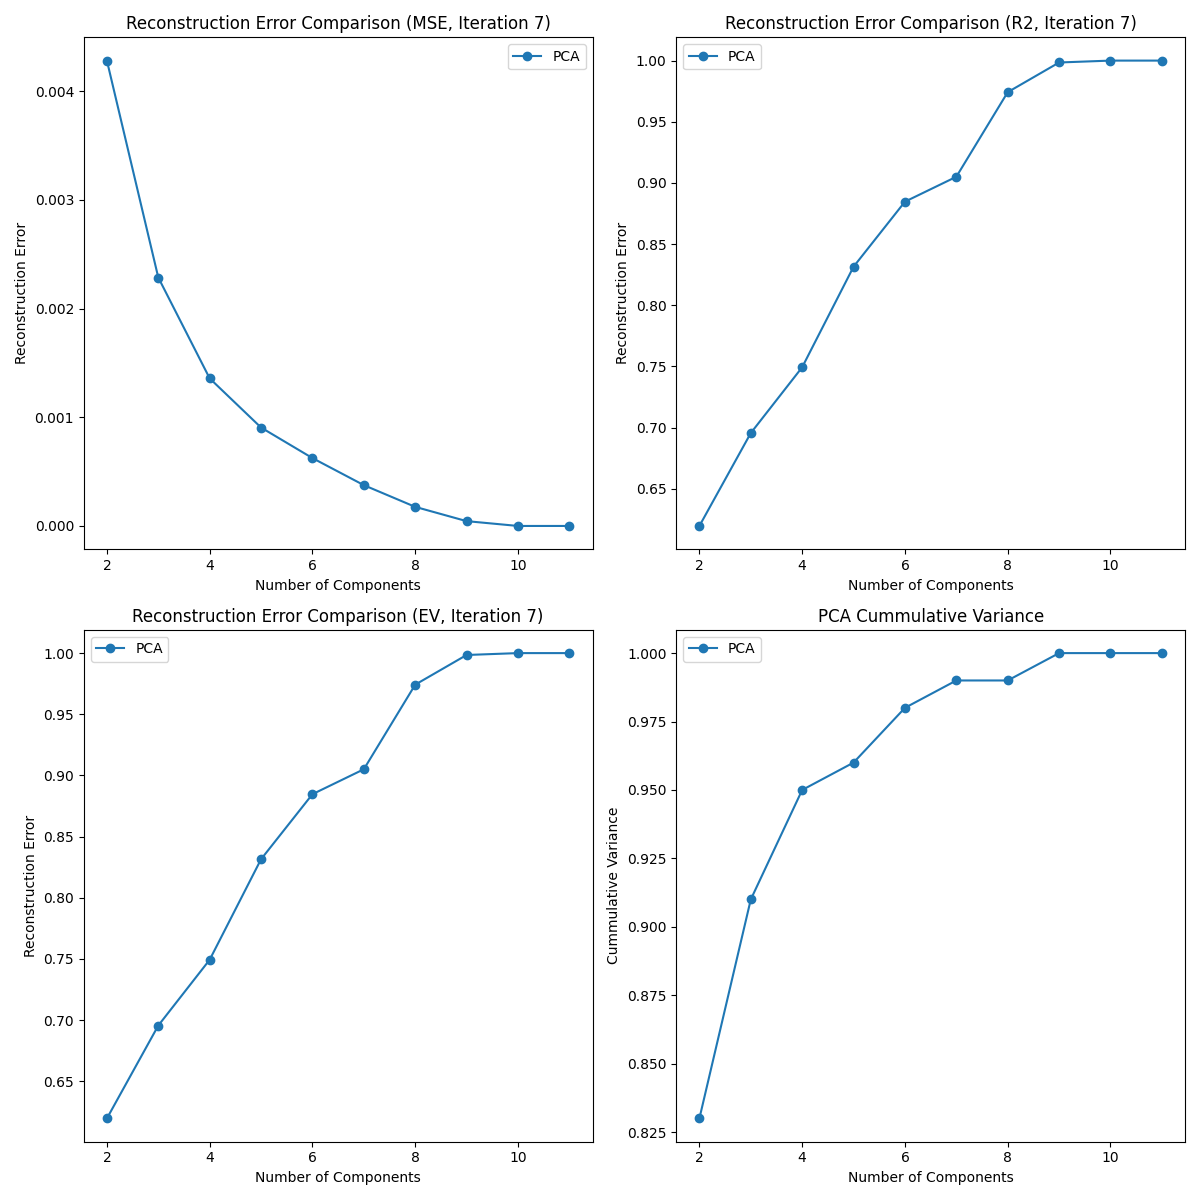 Reconstruction Error Comparison (MSE, Iteration 7)
PCA
Reconstruction Error
0.004
0.003
0.002
0.001
0.000
2 4 6 8 10
Number of Components
Reconstruction Error Comparison (R2, Iteration 7)
PCA
Reconstruction Error
1.00
0.95
0.90
0.85
0.80
0.75
0.70
0.65
2 4 6 8 10
Number of Components
Reconstruction Error Comparison (EV, Iteration 7)
PCA
Reconstruction Error
1.00
0.95
0.90
0.85
0.80
0.75
0.70
0.65
2 4 6 8 10
Number of Components
PCA Cummulative Variance
PCA
Cummulative Variance
1.000
0.975
0.950
0.925
0.900
0.875
0.850
0.825
2 4 6 8 10
Number of Components